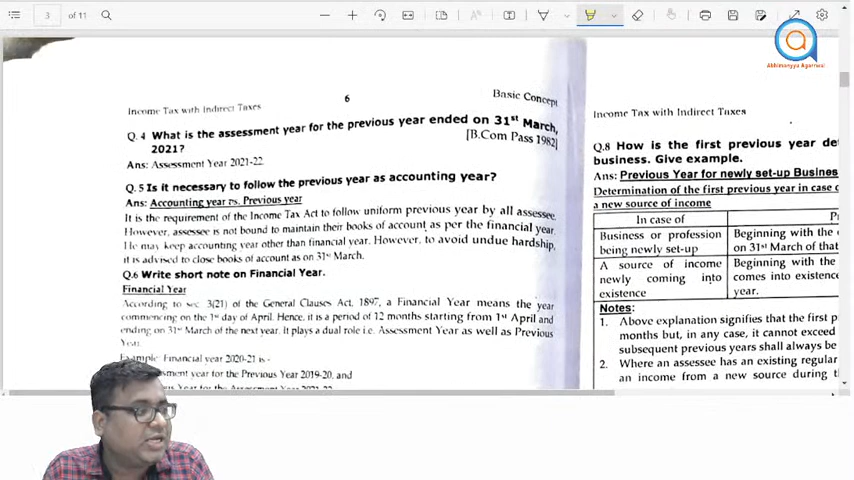 3 of 11
Abhimanyyu Agarrwal
Income Tax with Indirect Taxes
6
Basic Concept
Q. 4 What is the assessment year for the previous year ended on 31st March,
2021?
[B.Com Pass 1982]
Ans: Assessment Year 2021-22
Q. 5 Is it necessary to follow the previous year as accounting year?
Ans: Accounting year vs. Previous year
It is the requirement of the Income Tax Act to follow uniform previous year by all assessee.
However, assessee is not bound to maintain their books of account as per the financial year.
He may keep accounting year other than financial year. However, to avoid undue hardship,
it is advised to close books of account as on 31st March.
Q.6 Write short note on Financial Year.
Financial Year
According to sec. 3(21) of the General Clauses Act, 1897, a Financial Year means the year
commencing on the 1st day of April. Hence, it is a period of 12 months starting from 1st April and
ending on 31st March of the next year. It plays a dual role i.e. Assessment Year as well as Previous
Year.
Example: Financial year 2020-21 is -
ssment year for the Previous Year 2019-20, and
Income Tax with Indirect Taxes
Q.8 How is the first previous year de
business. Give example.
Ans: Previous Year for newly set-up Busines
Determination of the first previous year in case o
a new source of income
In case of
P
Business or profession
being newly set-up
Beginning with the
on 31st March of that
A source of income
newly coming into
existence
Beginning with the
comes into existence
year.
Notes:
1. Above explanation signifies that the first p
months but, in any case, it cannot exceed
subsequent previous years shall always be
2. Where an assessee has an existing regular
an income from a new source during t